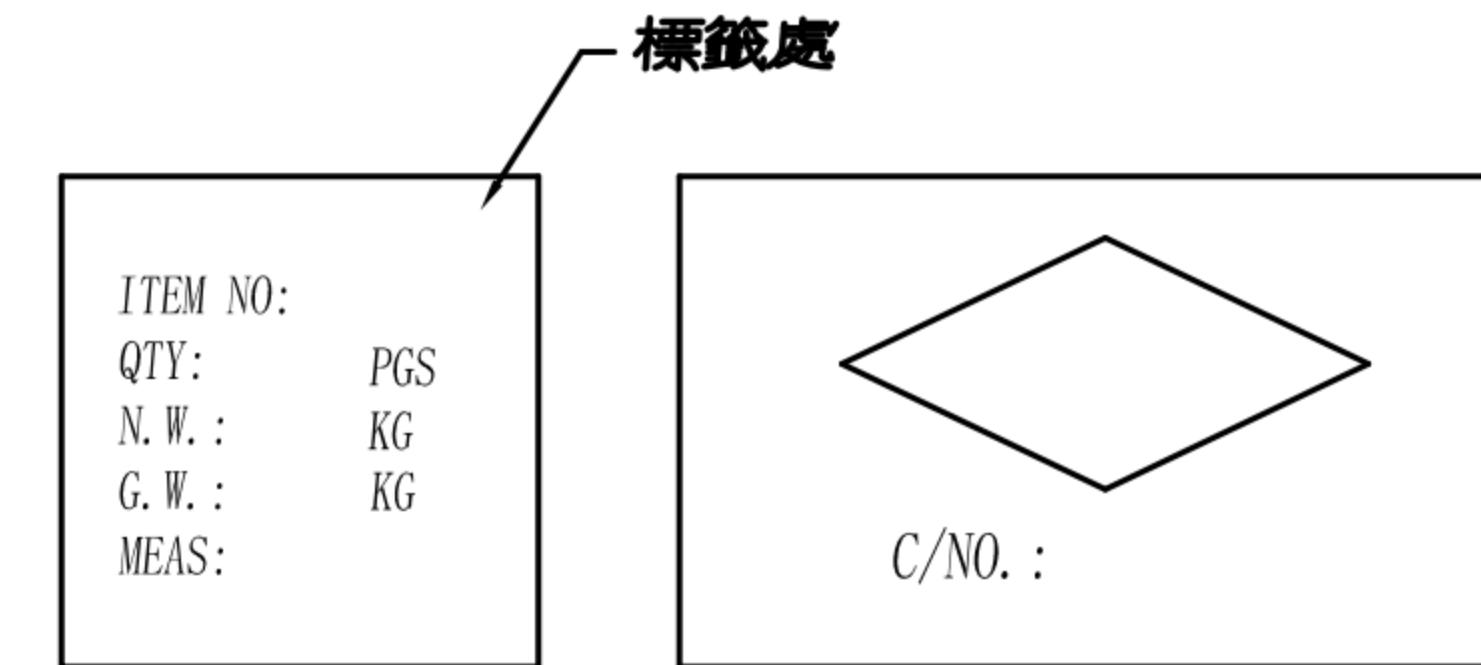 標籤處
ITEM NO:
QTY: PGS
N.W.: KG
G.W.: KG
MEAS:
C/NO.: